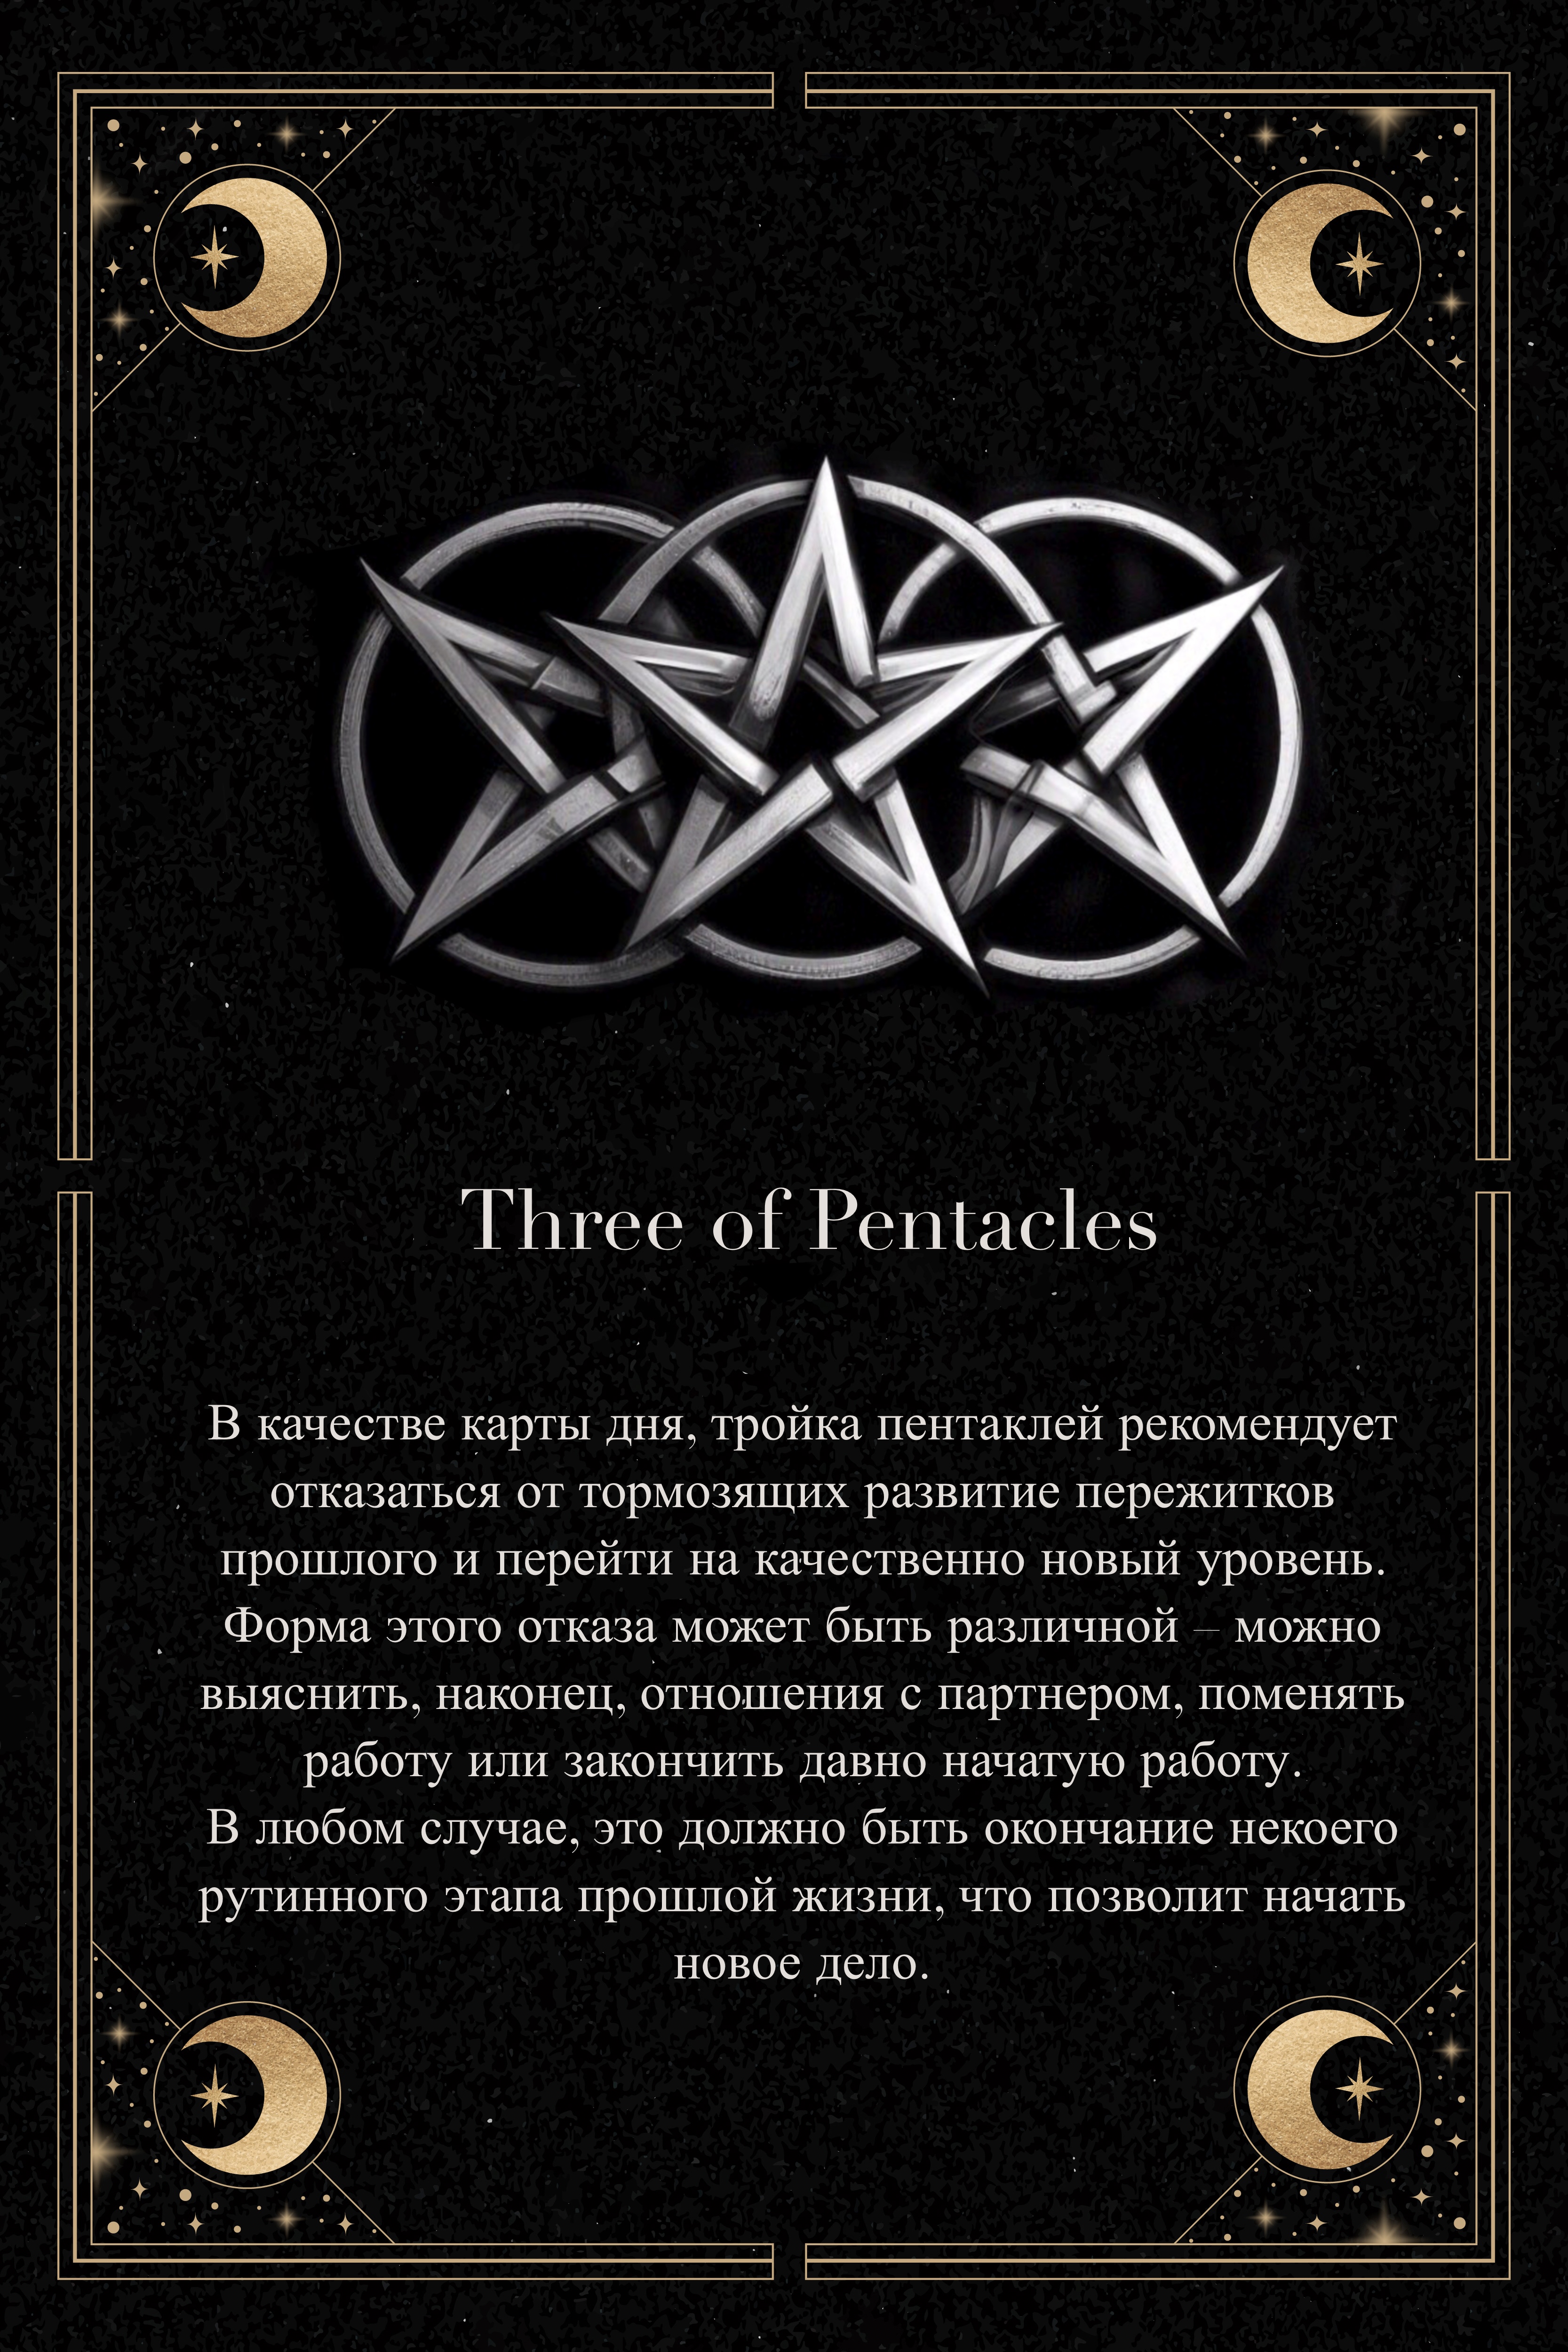 Three of Pentacles
В качестве карты дня, тройка пентаклей рекомендует
отказаться от тормозящих развитие пережитков
прошлого и перейти на качественно новый уровень.
Форма этого отказа может быть различной – можно
выяснить, наконец, отношения с партнером, поменять
работу или закончить давно начатую работу.
В любом случае, это должно быть окончание некоего
рутинного этапа прошлой жизни, что позволит начать
новое дело.